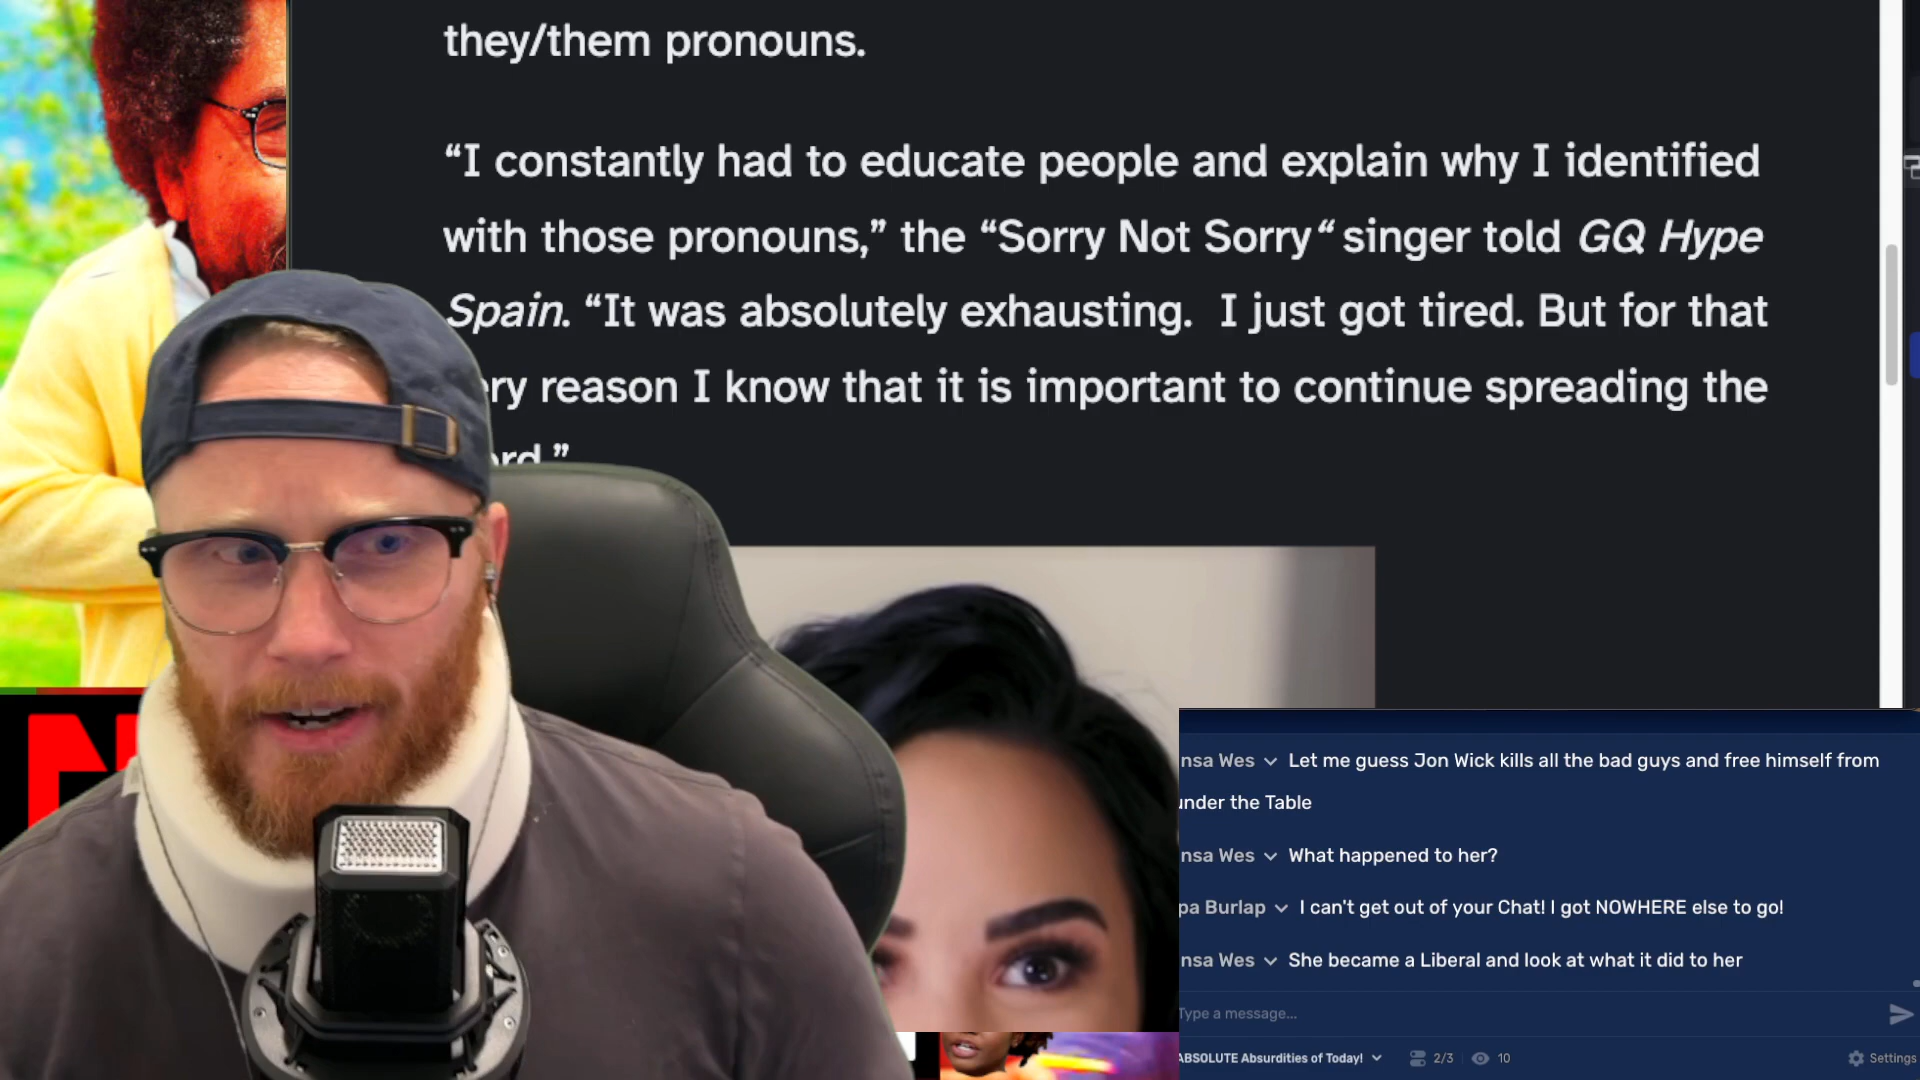 they/them pronouns.
“I constantly had to educate people and explain why I identified
with those pronouns,” the “Sorry Not Sorry“ singer told GQ Hype
Spain. “It was absolutely exhausting.  I just got tired. But for that
ry reason I know that it is important to continue spreading the
ord.”
nsa Wes Let me guess Jon Wick kills all the bad guys and free himself from
under the Table
nsa Wes What happened to her?
pa Burlap I can't get out of your Chat! I got NOWHERE else to go!
nsa Wes She became a Liberal and look at what it did to her
Type a message...
ABSOLUTE Absurdities of Today! 2/3 10 Settings